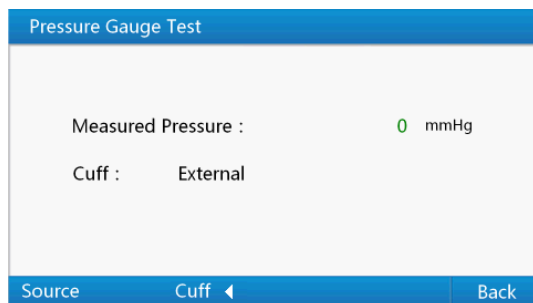 Pressure Gauge Test
Measured Pressure : 0 mmHg
Cuff : External
Source Cuff Back